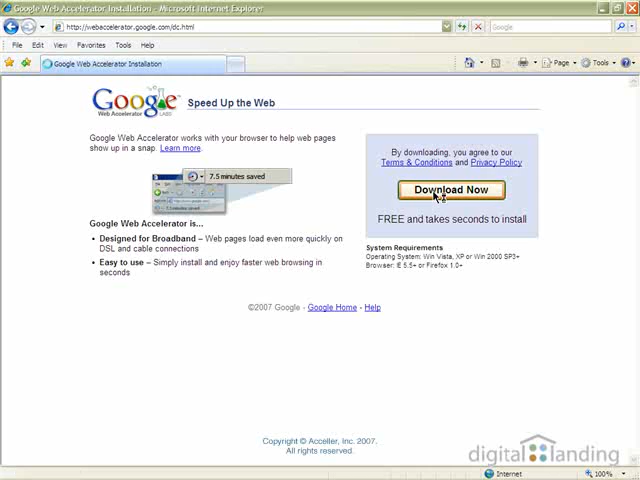 Google Web Accelerator Installation - Microsoft Internet Explorer
http://webaccelerator.google.com/dc.html
Google
File Edit View Favorites Tools Help
Google Web Accelerator Installation
Page Tools
Google
Web Accelerator LABS
Speed Up the Web
Google Web Accelerator works with your browser to help web pages
show up in a snap. Learn more.
7.5 minutes saved
Google Web Accelerator is...
Designed for Broadband – Web pages load even more quickly on
DSL and cable connections
Easy to use – Simply install and enjoy faster web browsing in
seconds
By downloading, you agree to our
Terms & Conditions and Privacy Policy
Download Now
FREE and takes seconds to install
System Requirements
Operating System: Win Vista, XP or Win 2000 SP3+
Browser: IE 5.5+ or Firefox 1.0+
©2007 Google - Google Home - Help
Copyright © Acceller, Inc. 2007.
All rights reserved.
digital landing
Internet
100%